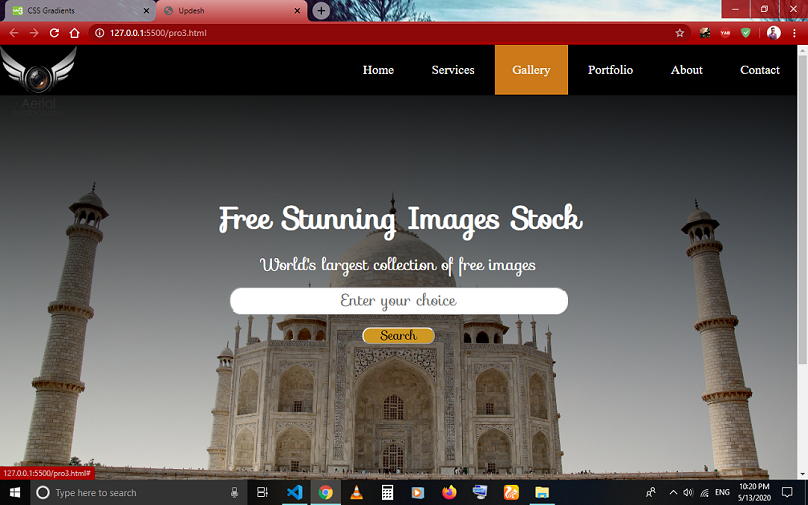 CSS Gradients
Updesh
127.0.0.1:5500/pro3.html
Aerial
Home Services Gallery Portfolio About Contact
Free Stunning Images Stock
World's largest collection of free images
Enter your choice
Search
127.0.0.1:5500/pro3.html#
Type here to search
ENG
10:20 PM
5/13/2020